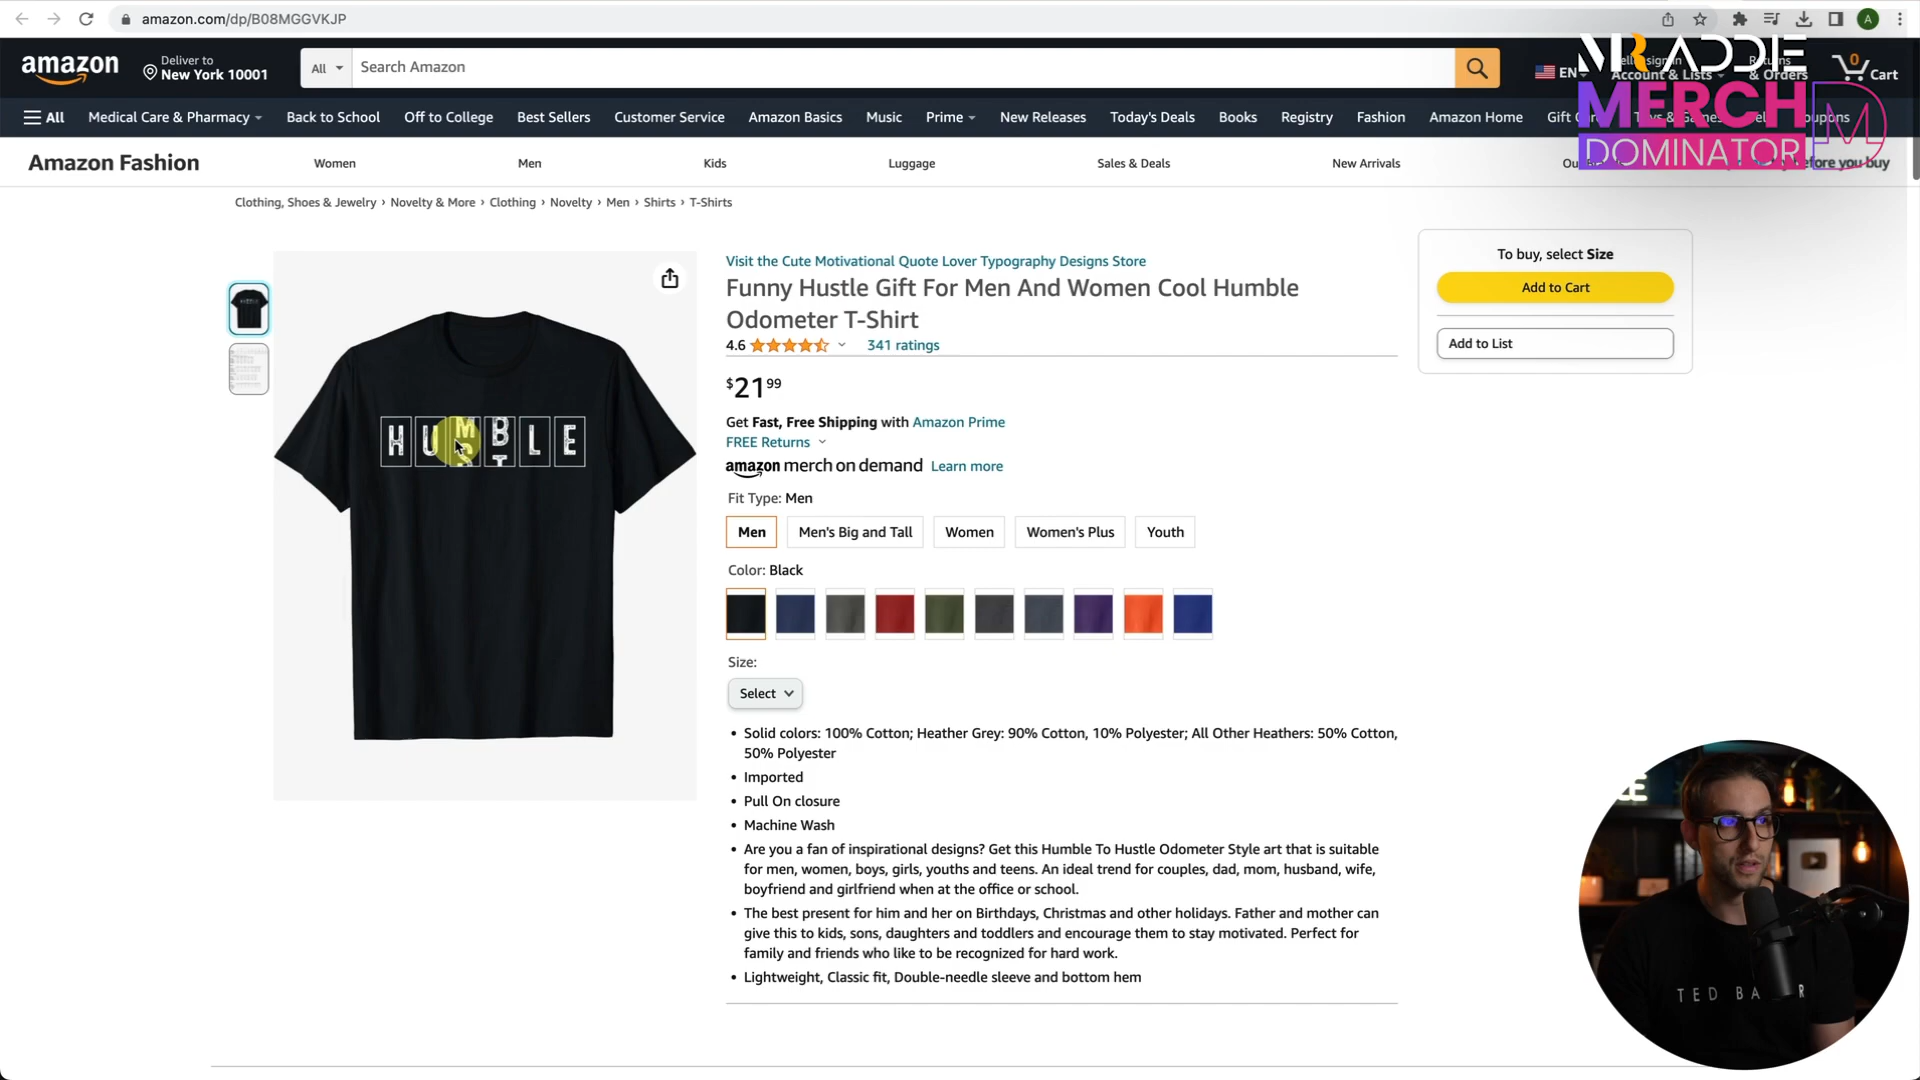 amazon.com/dp/B08MGGVKJP
A
amazon
Deliver to
New York 10001
All
Search Amazon
EN
Account & Lists
Returns
& Orders
0
Cart
MR ADDIE
MERCH
DOMINATOR
All
Medical Care & Pharmacy
Back to School
Off to College
Best Sellers
Customer Service
Amazon Basics
Music
Prime
New Releases
Today's Deals
Books
Registry
Fashion
Amazon Home
Amazon Fashion
Women
Men
Kids
Luggage
Sales & Deals
New Arrivals
before you buy
Clothing, Shoes & Jewelry › Novelty & More › Clothing › Novelty › Men › Shirts › T-Shirts
HUMBLE
Visit the Cute Motivational Quote Lover Typography Designs Store
Funny Hustle Gift For Men And Women Cool Humble
Odometer T-Shirt
4.6
341 ratings
$21 99
Get Fast, Free Shipping with Amazon Prime
FREE Returns
amazon merch on demand Learn more
Fit Type: Men
Men
Men's Big and Tall
Women
Women's Plus
Youth
Color: Black
Size:
Select
• Solid colors: 100% Cotton; Heather Grey: 90% Cotton, 10% Polyester; All Other Heathers: 50% Cotton,
50% Polyester
• Imported
• Pull On closure
• Machine Wash
• Are you a fan of inspirational designs? Get this Humble To Hustle Odometer Style art that is suitable
for men, women, boys, girls, youths and teens. An ideal trend for couples, dad, mom, husband, wife,
boyfriend and girlfriend when at the office or school.
• The best present for him and her on Birthdays, Christmas and other holidays. Father and mother can
give this to kids, sons, daughters and toddlers and encourage them to stay motivated. Perfect for
family and friends who like to be recognized for hard work.
• Lightweight, Classic fit, Double-needle sleeve and bottom hem
To buy, select Size
Add to Cart
Add to List
TED BA R